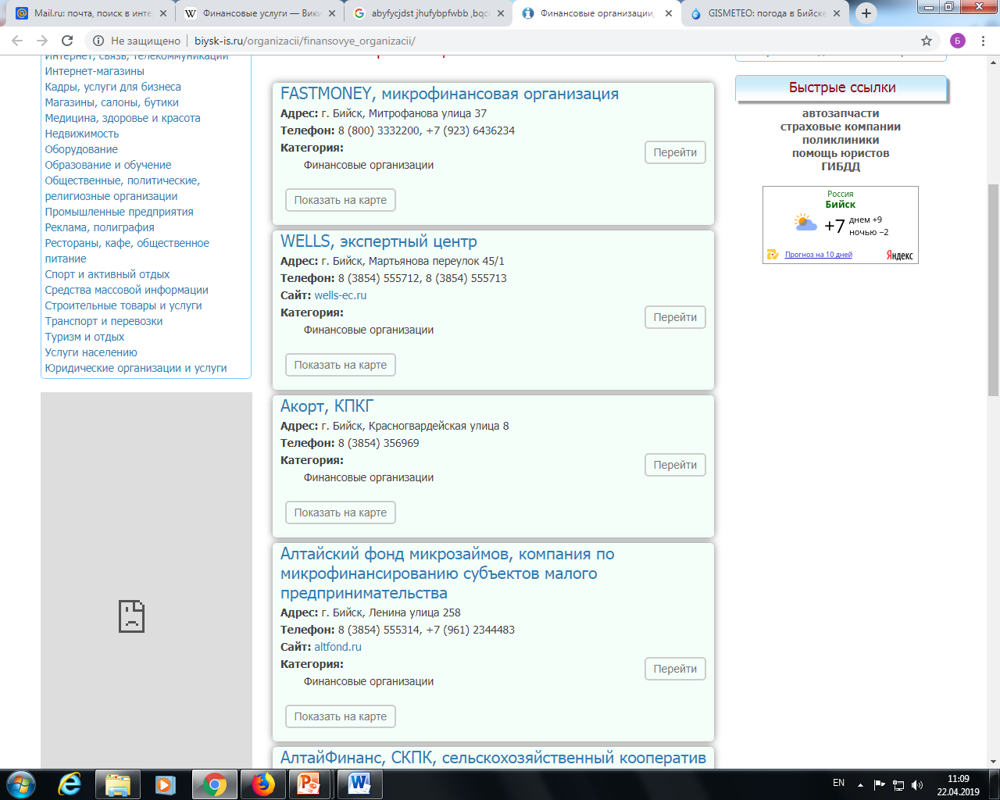 Mail.ru: почта, поиск в инте
Финансовые услуги — Вики
abyfycjdst jhufybpfwbb ,bqc
Финансовые организации,
GISMETEO: погода в Бийске
Не защищено
biysk-is.ru/organizacii/finansovye_organizacii/
Б
Интернет, связь, телекоммуникации
Интернет-магазины
Кадры, услуги для бизнеса
Магазины, салоны, бутики
Медицина, здоровье и красота
Недвижимость
Оборудование
Образование и обучение
Общественные, политические,
религиозные организации
Промышленные предприятия
Реклама, полиграфия
Рестораны, кафе, общественное
питание
Спорт и активный отдых
Средства массовой информации
Строительные товары и услуги
Транспорт и перевозки
Туризм и отдых
Услуги населению
Юридические организации и услуги
FASTMONEY, микрофинансовая организация
Адрес: г. Бийск, Митрофанова улица 37
Телефон: 8 (800) 3332200, +7 (923) 6436234
Категория:
Перейти
Финансовые организации
Показать на карте
WELLS, экспертный центр
Адрес: г. Бийск, Мартьянова переулок 45/1
Телефон: 8 (3854) 555712, 8 (3854) 555713
Сайт: wells-ec.ru
Категория:
Перейти
Финансовые организации
Показать на карте
Акорт, КПКГ
Адрес: г. Бийск, Красногвардейская улица 8
Телефон: 8 (3854) 356969
Категория:
Перейти
Финансовые организации
Показать на карте
Алтайский фонд микрозаймов, компания по
микрофинансированию субъектов малого
предпринимательства
Адрес: г. Бийск, Ленина улица 258
Телефон: 8 (3854) 555314, +7 (961) 2344483
Сайт: altfond.ru
Категория:
Перейти
Финансовые организации
Показать на карте
АлтайФинанс, СКПК, сельскохозяйственный кооператив
Быстрые ссылки
автозапчасти
страховые компании
поликлиники
помощь юристов
ГИБДД
Россия
Бийск
+7
днем +9
ночью −2
Прогноз на 10 дней
Яндекс
EN
11:09
22.04.2019